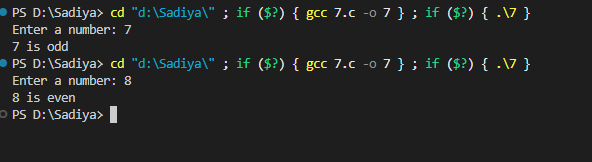 PS D:\Sadiya> cd "d:\Sadiya\" ; if ($?) { gcc 7.c -o 7 } ; if ($?) { .\7 }
Enter a number: 7
7 is odd
PS D:\Sadiya> cd "d:\Sadiya\" ; if ($?) { gcc 7.c -o 7 } ; if ($?) { .\7 }
Enter a number: 8
8 is even
PS D:\Sadiya>